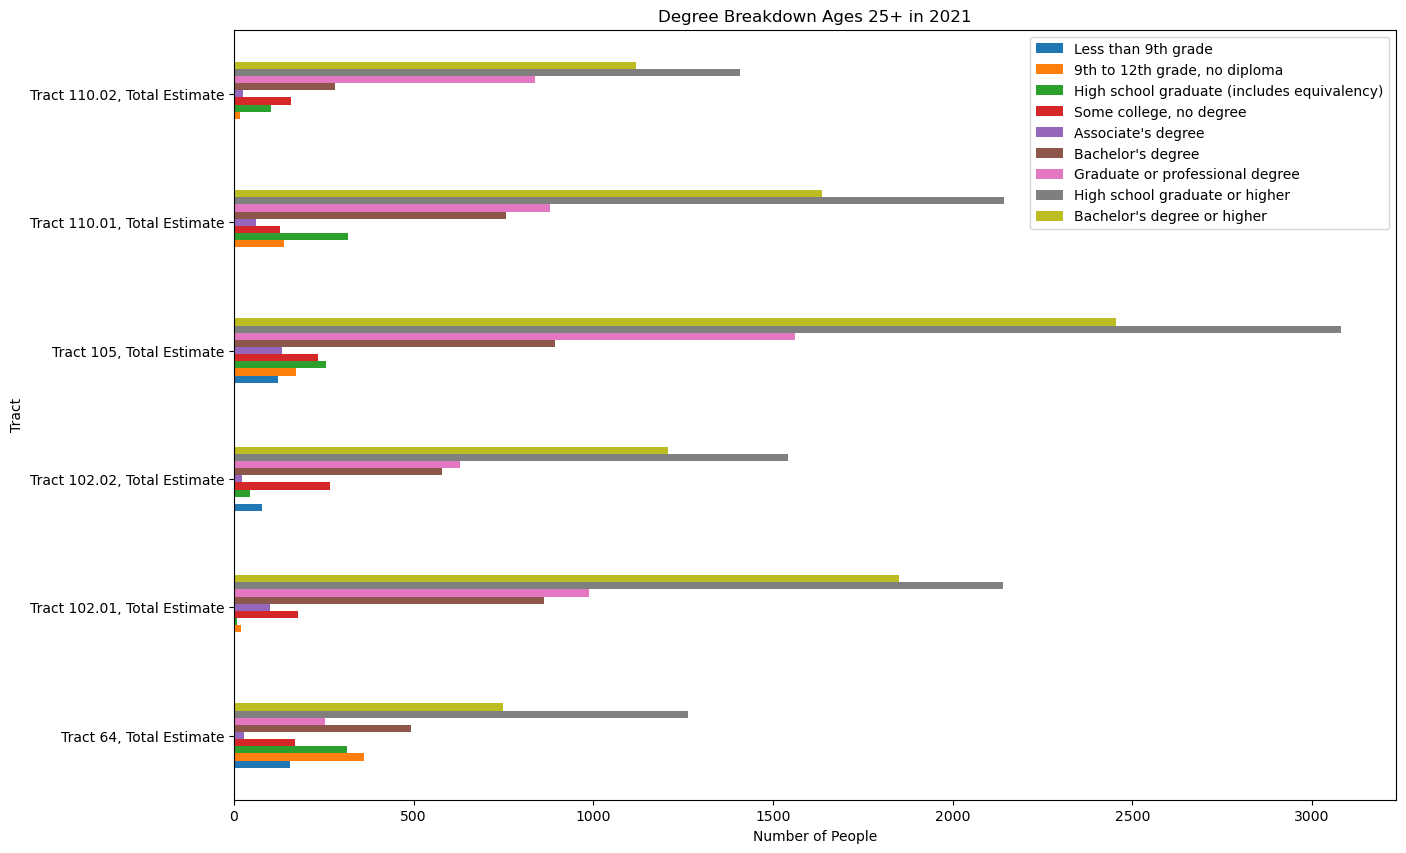 Degree Breakdown Ages 25+ in 2021
Less than 9th grade
9th to 12th grade, no diploma
High school graduate (includes equivalency)
Some college, no degree
Associate's degree
Bachelor's degree
Graduate or professional degree
High school graduate or higher
Bachelor's degree or higher
Tract 110.02, Total Estimate
Tract 110.01, Total Estimate
Tract 105, Total Estimate
Tract 102.02, Total Estimate
Tract 102.01, Total Estimate
Tract 64, Total Estimate
Tract
0 500 1000 1500 2000 2500 3000
Number of People